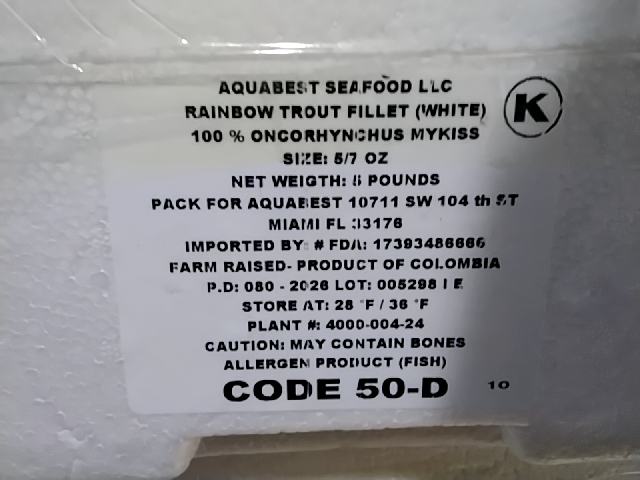 AQUABEST SEAFOOD LLC
RAINBOW TROUT FILLET (WHITE)
K
100 % ONCORHYNCHUS MYKISS
SIZE: 5/7 OZ
NET WEIGTH: 5 POUNDS
PACK FOR AQUABEST 10711 SW 104 th ST
MIAMI FL 33176
IMPORTED BY: # FDA: 17393486666
FARM RAISED- PRODUCT OF COLOMBIA
P.D: 080 - 2026 LOT: 005298 I E
STORE AT: 28 °F / 36 °F
PLANT #: 4000-004-24
CAUTION: MAY CONTAIN BONES
ALLERGEN PRODUCT (FISH)
CODE 50-D 10